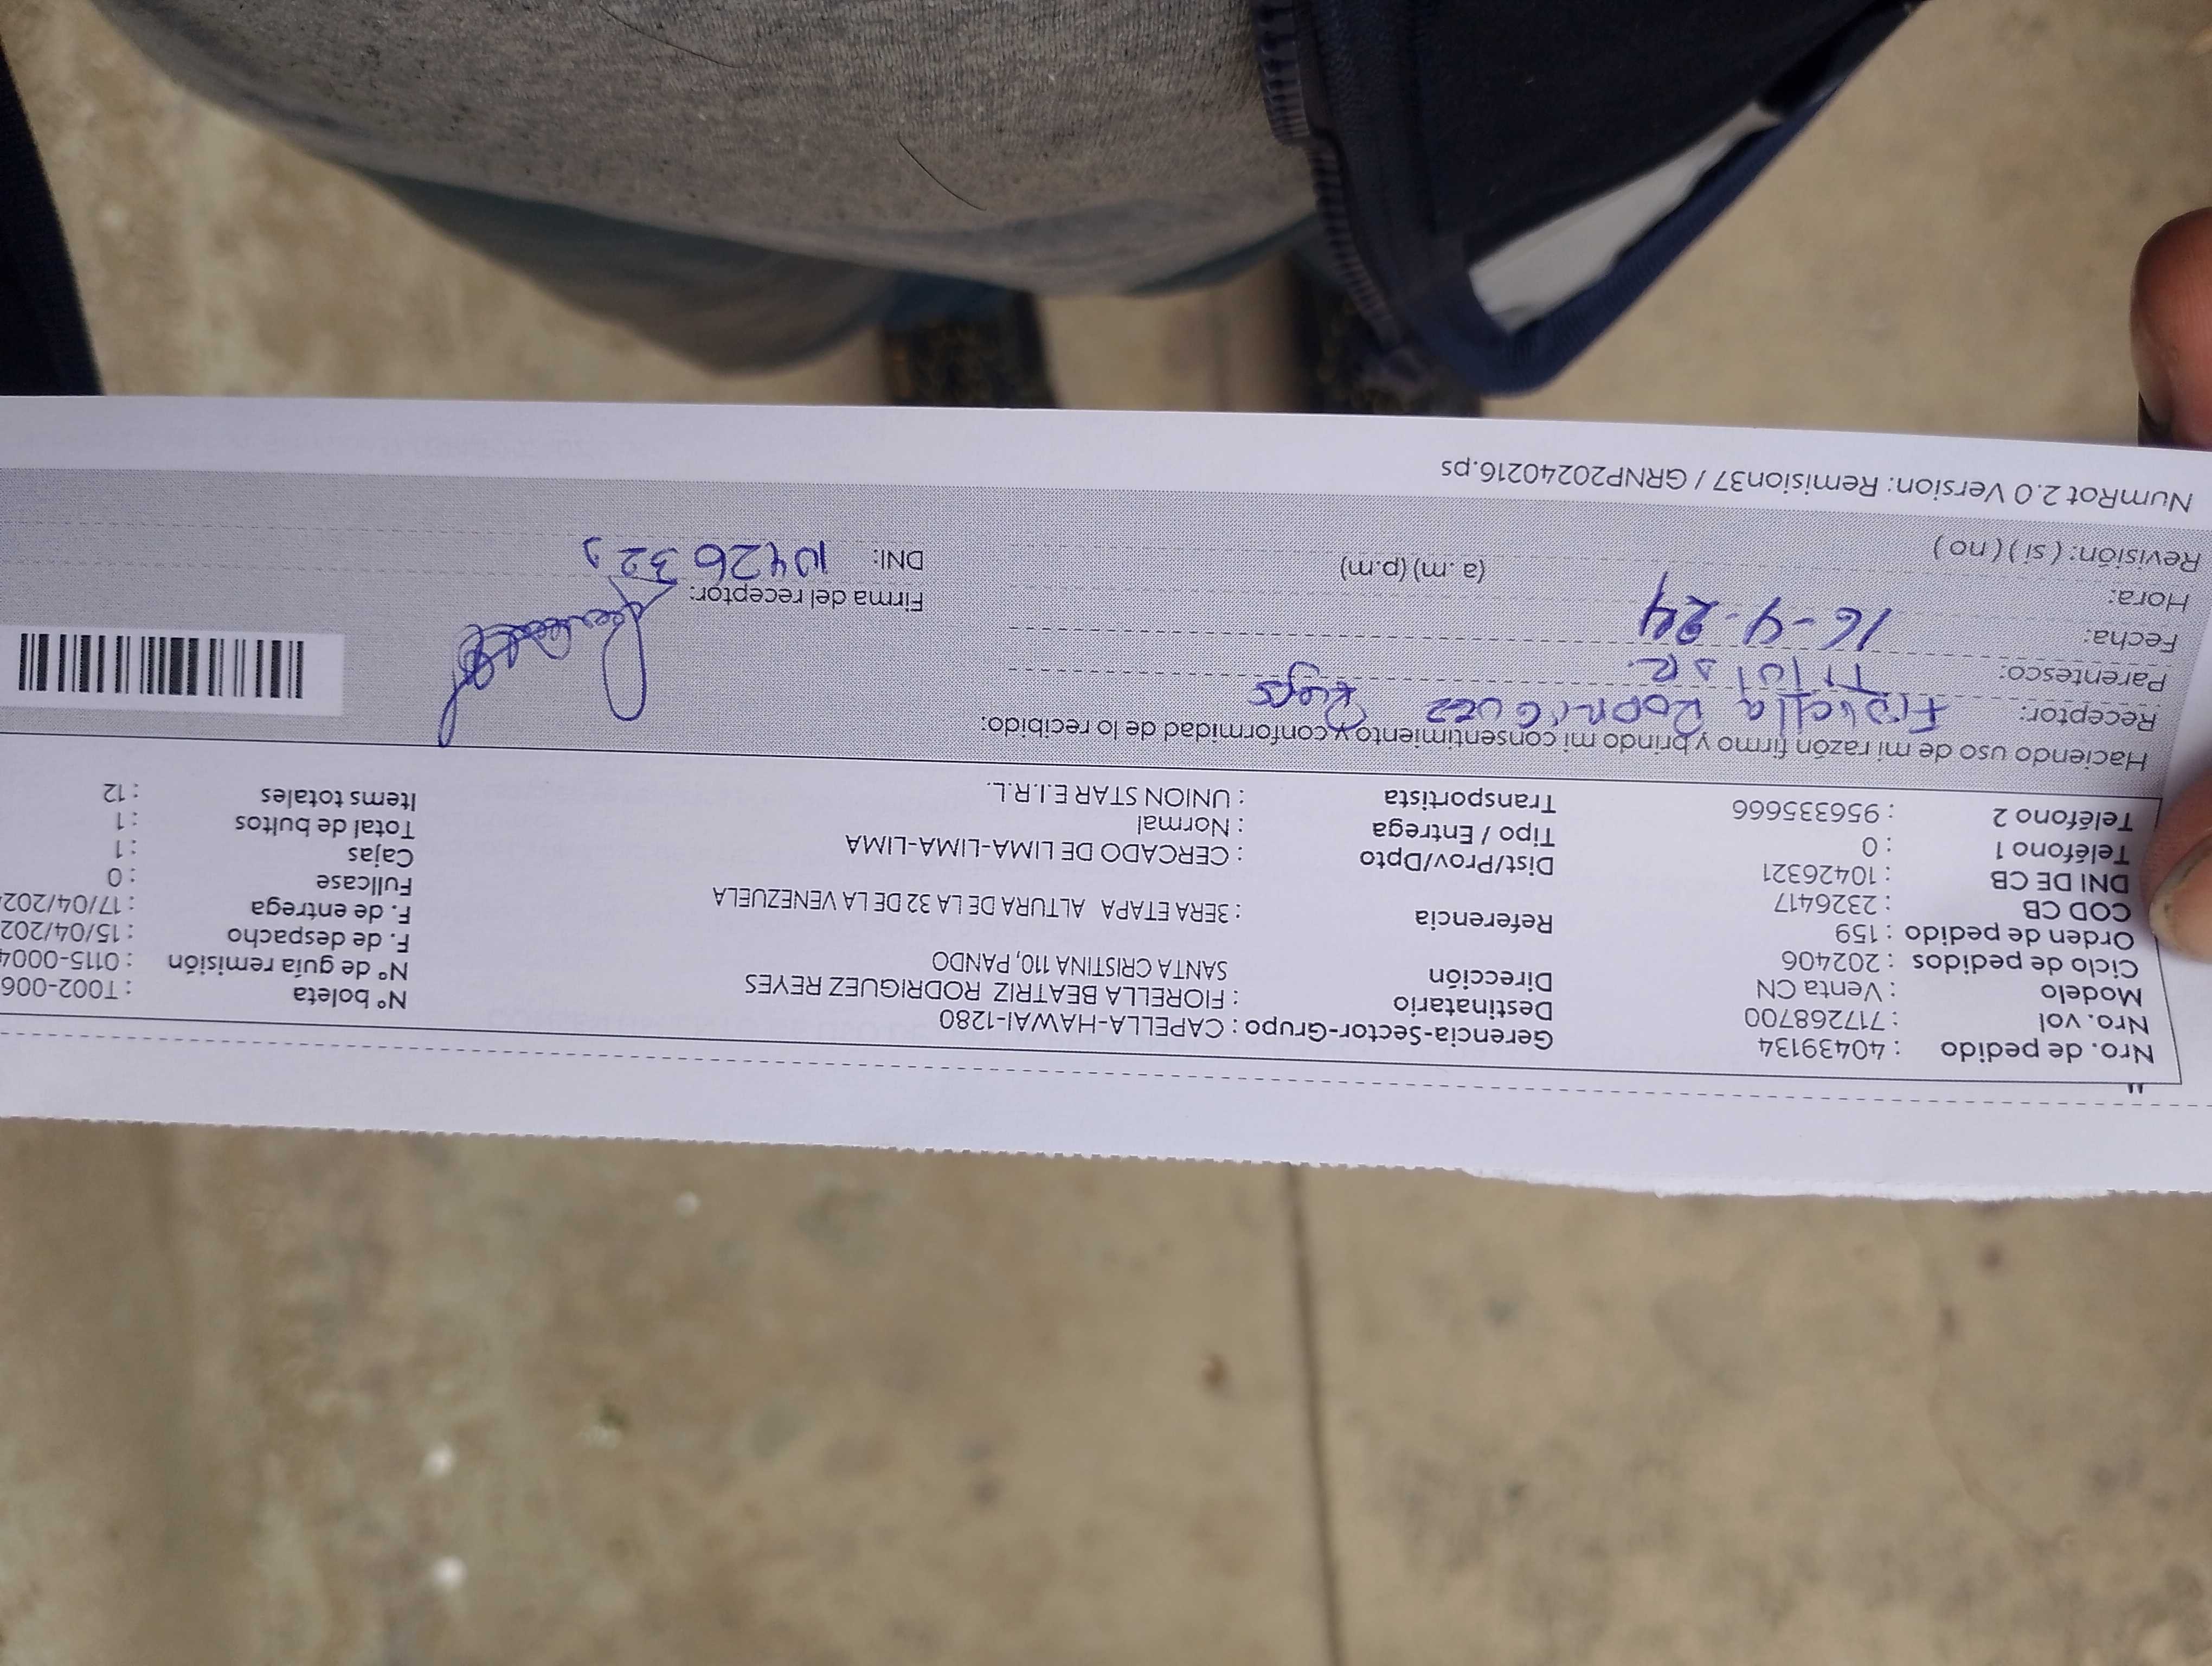 Nro. de pedido : 40439134
Nro. vol : 717268700
Modelo : Venta CN
Ciclo de pedidos : 202406
Orden de pedido : 159
COD CB : 2326417
DNI DE CB : 10426321
Teléfono 1 : 0
Teléfono 2 : 956335666
Gerencia-Sector-Grupo : CAPELLA-HAWAI-1280
Destinatario : FIORELLA BEATRIZ RODRIGUEZ REYES
Dirección SANTA CRISTINA 110, PANDO
Referencia : 3ERA ETAPA ALTURA DE LA 32 DE LA VENEZUELA
Dist/Prov/Dpto : CERCADO DE LIMA-LIMA-LIMA
Tipo / Entrega : Normal
Transportista : UNION STAR E.I.R.L.
Nº boleta : T002-006
Nº de guía remisión : 0115-0004
F. de despacho : 15/04/202
F. de entrega : 17/04/202
Fullcase : 0
Cajas : 1
Total de bultos : 1
Items totales : 12
Haciendo uso de mi razón firmo y brindo mi consentimiento y conformidad de lo recibido:
Receptor: Fiorella Rodriguez Reyes
Parentesco: Titular
Fecha: 16-4-24
Hora: (a.m) (p.m)
Revisión: ( si ) ( no )
Firma del receptor:
DNI: 10426321
NumRot 2.0 Version: Remision37 / GRNP20240216.ps